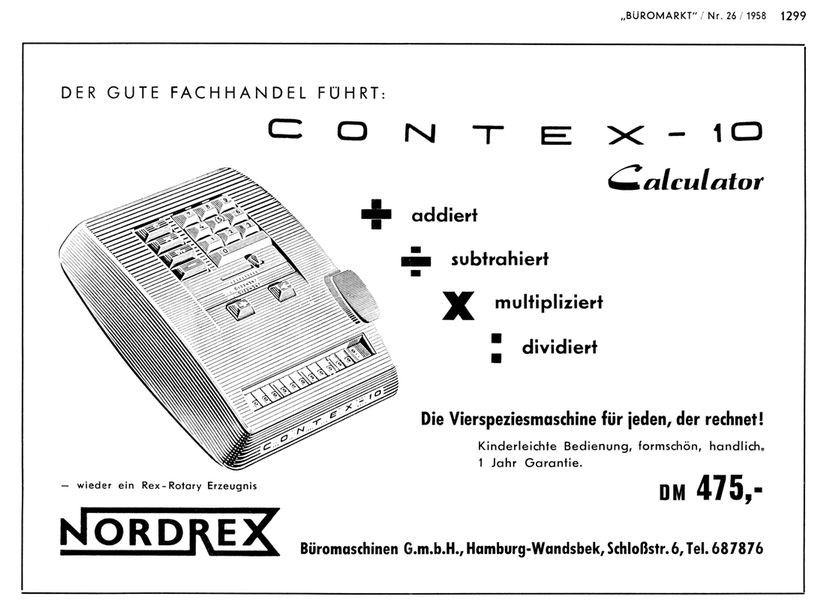 „BÜROMARKT“ / Nr. 26 / 1958 1299
DER GUTE FACHHANDEL FÜHRT:
CONTEX-10
Calculator
+ addiert
÷ subtrahiert
x multipliziert
: dividiert
CONTEX-10
Die Vierspeziesmaschine für jeden, der rechnet!
Kinderleichte Bedienung, formschön, handlich.
1 Jahr Garantie.
— wieder ein Rex-Rotary Erzeugnis
DM 475,-
NORDREX
Büromaschinen G.m.b.H., Hamburg-Wandsbek, Schloßstr. 6, Tel. 687876